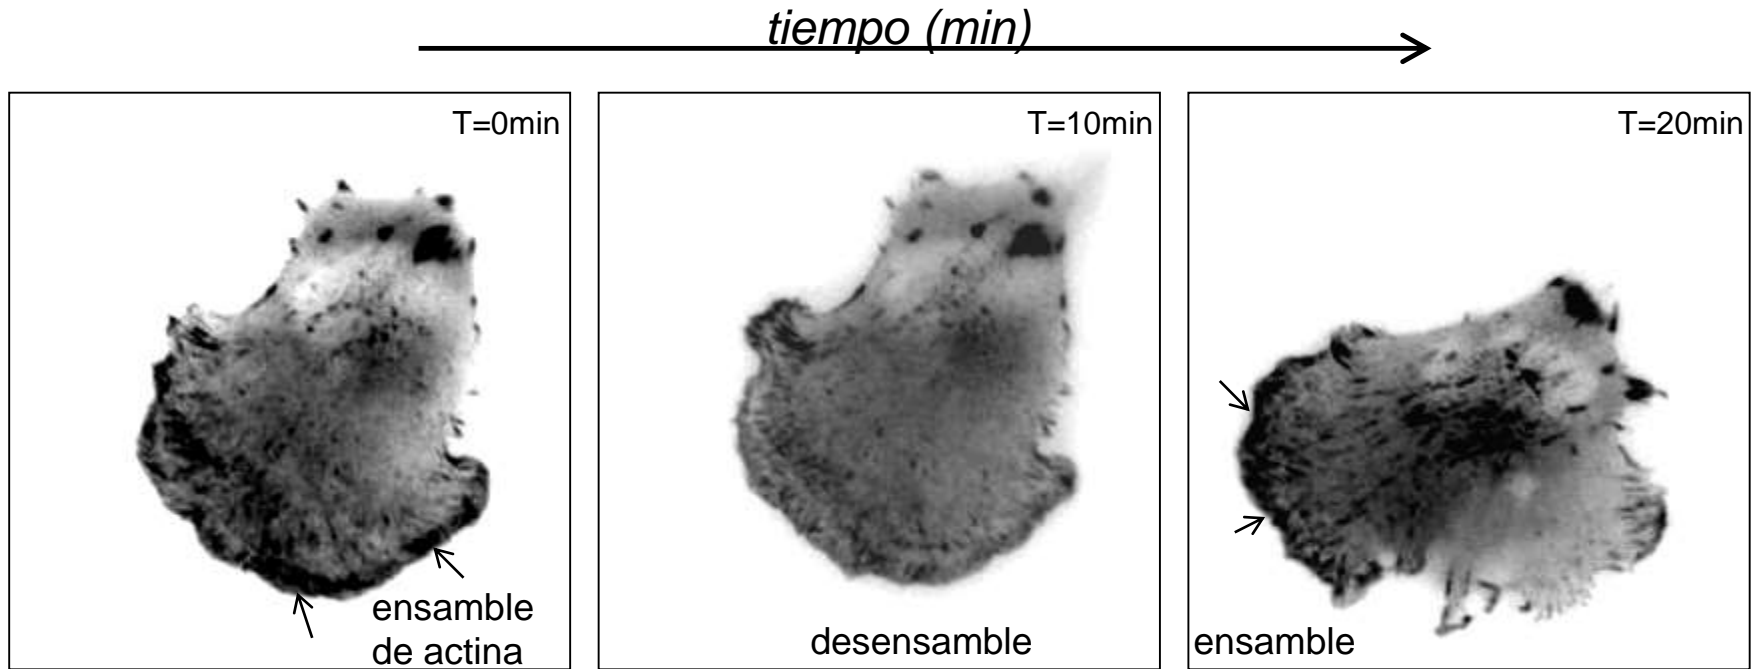 tiempo (min)
T=0min
T=10min
T=20min
ensamble
de actina
desensamble
ensamble